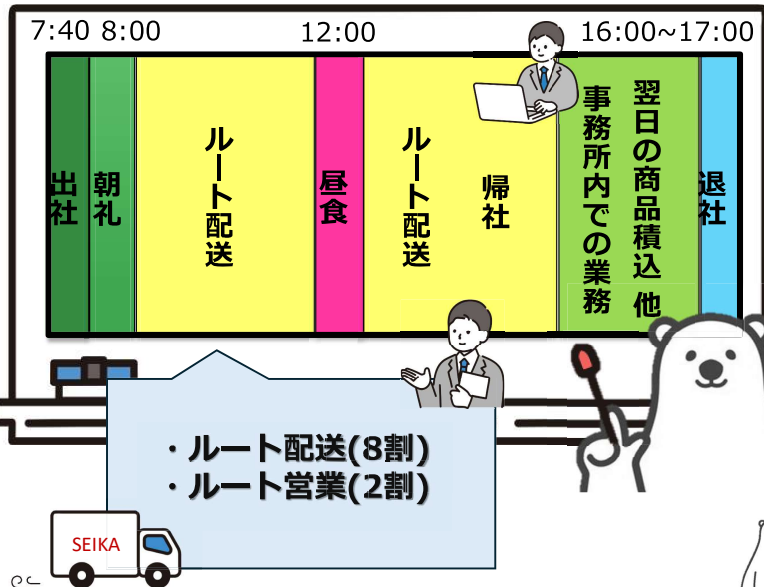 7:40
8:00
12:00
16:00~17:00
出社
朝礼
ルート配送
昼食
ルート配送
帰社
翌日の商品積込 他
事務所内での業務
退社
・ルート配送(8割)
・ルート営業(2割)
SEIKA